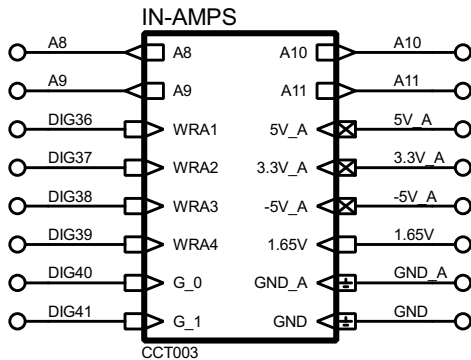 IN-AMPS
A8 A8 A10 A10
A9 A9 A11 A11
DIG36 WRA1 5V_A 5V_A
DIG37 WRA2 3.3V_A 3.3V_A
DIG38 WRA3 -5V_A -5V_A
DIG39 WRA4 1.65V 1.65V
DIG40 G_0 GND_A GND_A
DIG41 G_1 GND GND
CCT003